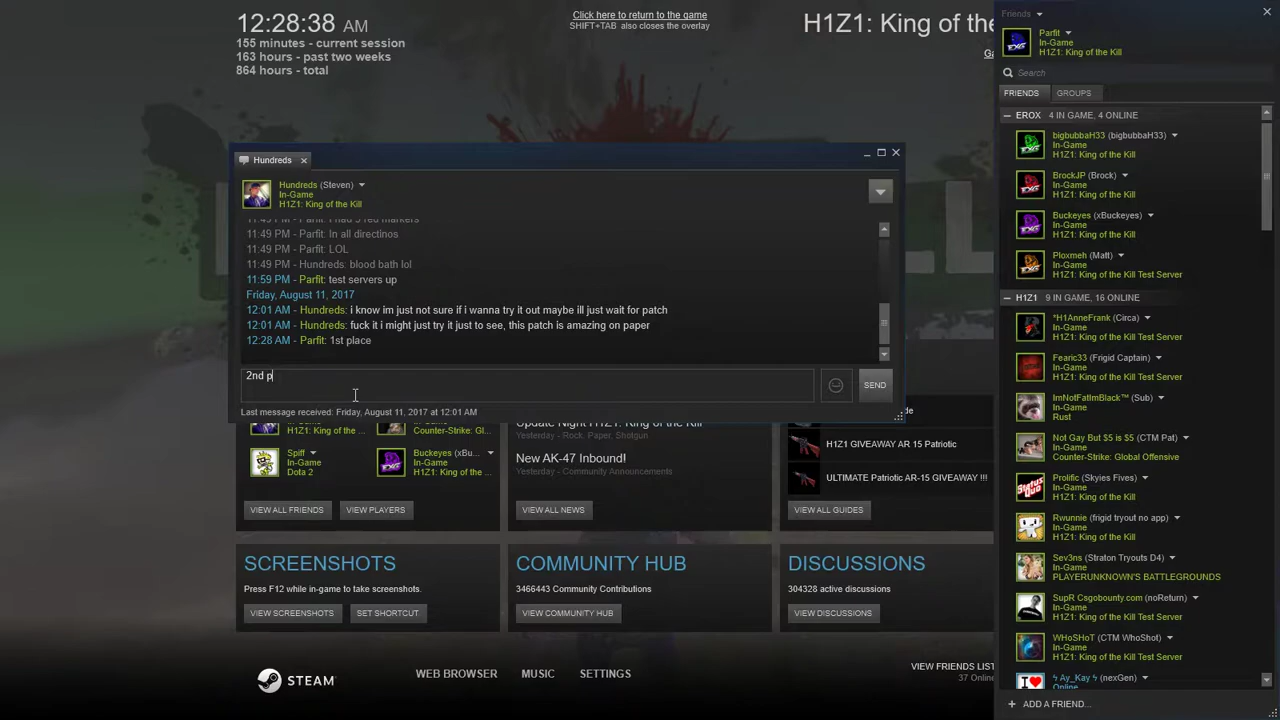 12:28:38 AM
155 minutes - current session
163 hours - past two weeks
864 hours - total
Click here to return to the game
SHIFT+TAB also closes the overlay
H1Z1: King of the
Hundreds
Hundreds (Steven)
In-Game
H1Z1: King of the Kill
11:49 PM - Parfit: I had 3 red markers
11:49 PM - Parfit: In all directinos
11:49 PM - Parfit: LOL
11:49 PM - Hundreds: blood bath lol
11:59 PM - Parfit: test servers up
Friday, August 11, 2017
12:01 AM - Hundreds: i know im just not sure if i wanna try it out maybe ill just wait for patch
12:01 AM - Hundreds: fuck it i might just try it just to see, this patch is amazing on paper
12:28 AM - Parfit: 1st place
2nd p
SEND
Last message received: Friday, August 11, 2017 at 12:01 AM
H1Z1: King of the ...
Counter-Strike: Gl...
Spiff
In-Game
Dota 2
Buckeyes (xBu...
In-Game
H1Z1: King of the ...
VIEW ALL FRIENDS
VIEW PLAYERS
Update Night H1Z1: King of the Kill
Yesterday - Rock, Paper, Shotgun
New AK-47 Inbound!
Yesterday - Community Announcements
VIEW ALL NEWS
H1Z1 GIVEAWAY AR 15 Patriotic
ULTIMATE Patriotic AR-15 GIVEAWAY !!!
VIEW ALL GUIDES
SCREENSHOTS
Press F12 while in-game to take screenshots.
VIEW SCREENSHOTS
SET SHORTCUT
COMMUNITY HUB
3466443 Community Contributions
VIEW COMMUNITY HUB
DISCUSSIONS
304328 active discussions
VIEW DISCUSSIONS
STEAM
WEB BROWSER
MUSIC
SETTINGS
VIEW FRIENDS LIST
37 Online
Friends
Parfit
In-Game
H1Z1: King of the Kill
Search
FRIENDS
GROUPS
EROX 4 IN GAME, 4 ONLINE
bigbubbaH33 (bigbubbaH33)
In-Game
H1Z1: King of the Kill
BrockJP (Brock)
In-Game
H1Z1: King of the Kill
Buckeyes (xBuckeyes)
In-Game
H1Z1: King of the Kill
Ploxmeh (Matt)
In-Game
H1Z1: King of the Kill Test Server
H1Z1 9 IN GAME, 16 ONLINE
*H1AnneFrank (Circa)
In-Game
H1Z1: King of the Kill Test Server
Fearic33 (Frigid Captain)
In-Game
H1Z1: King of the Kill Test Server
ImNotFatImBlack™ (Sub)
In-Game
Rust
Not Gay But $5 is $5 (CTM Pat)
In-Game
Counter-Strike: Global Offensive
Prolific (Skyies Fives)
In-Game
H1Z1: King of the Kill
Rwunnie (frigid tryout no app)
In-Game
H1Z1: King of the Kill
Sev3ns (Straton Tryouts D4)
In-Game
PLAYERUNKNOWN'S BATTLEGROUNDS
SupR Csgobounty.com (noReturn)
In-Game
H1Z1: King of the Kill Test Server
WHoSHoT (CTM WhoShot)
In-Game
H1Z1: King of the Kill Test Server
ϟ Ay_Kay ϟ (nexGen)
Online
ADD A FRIEND...